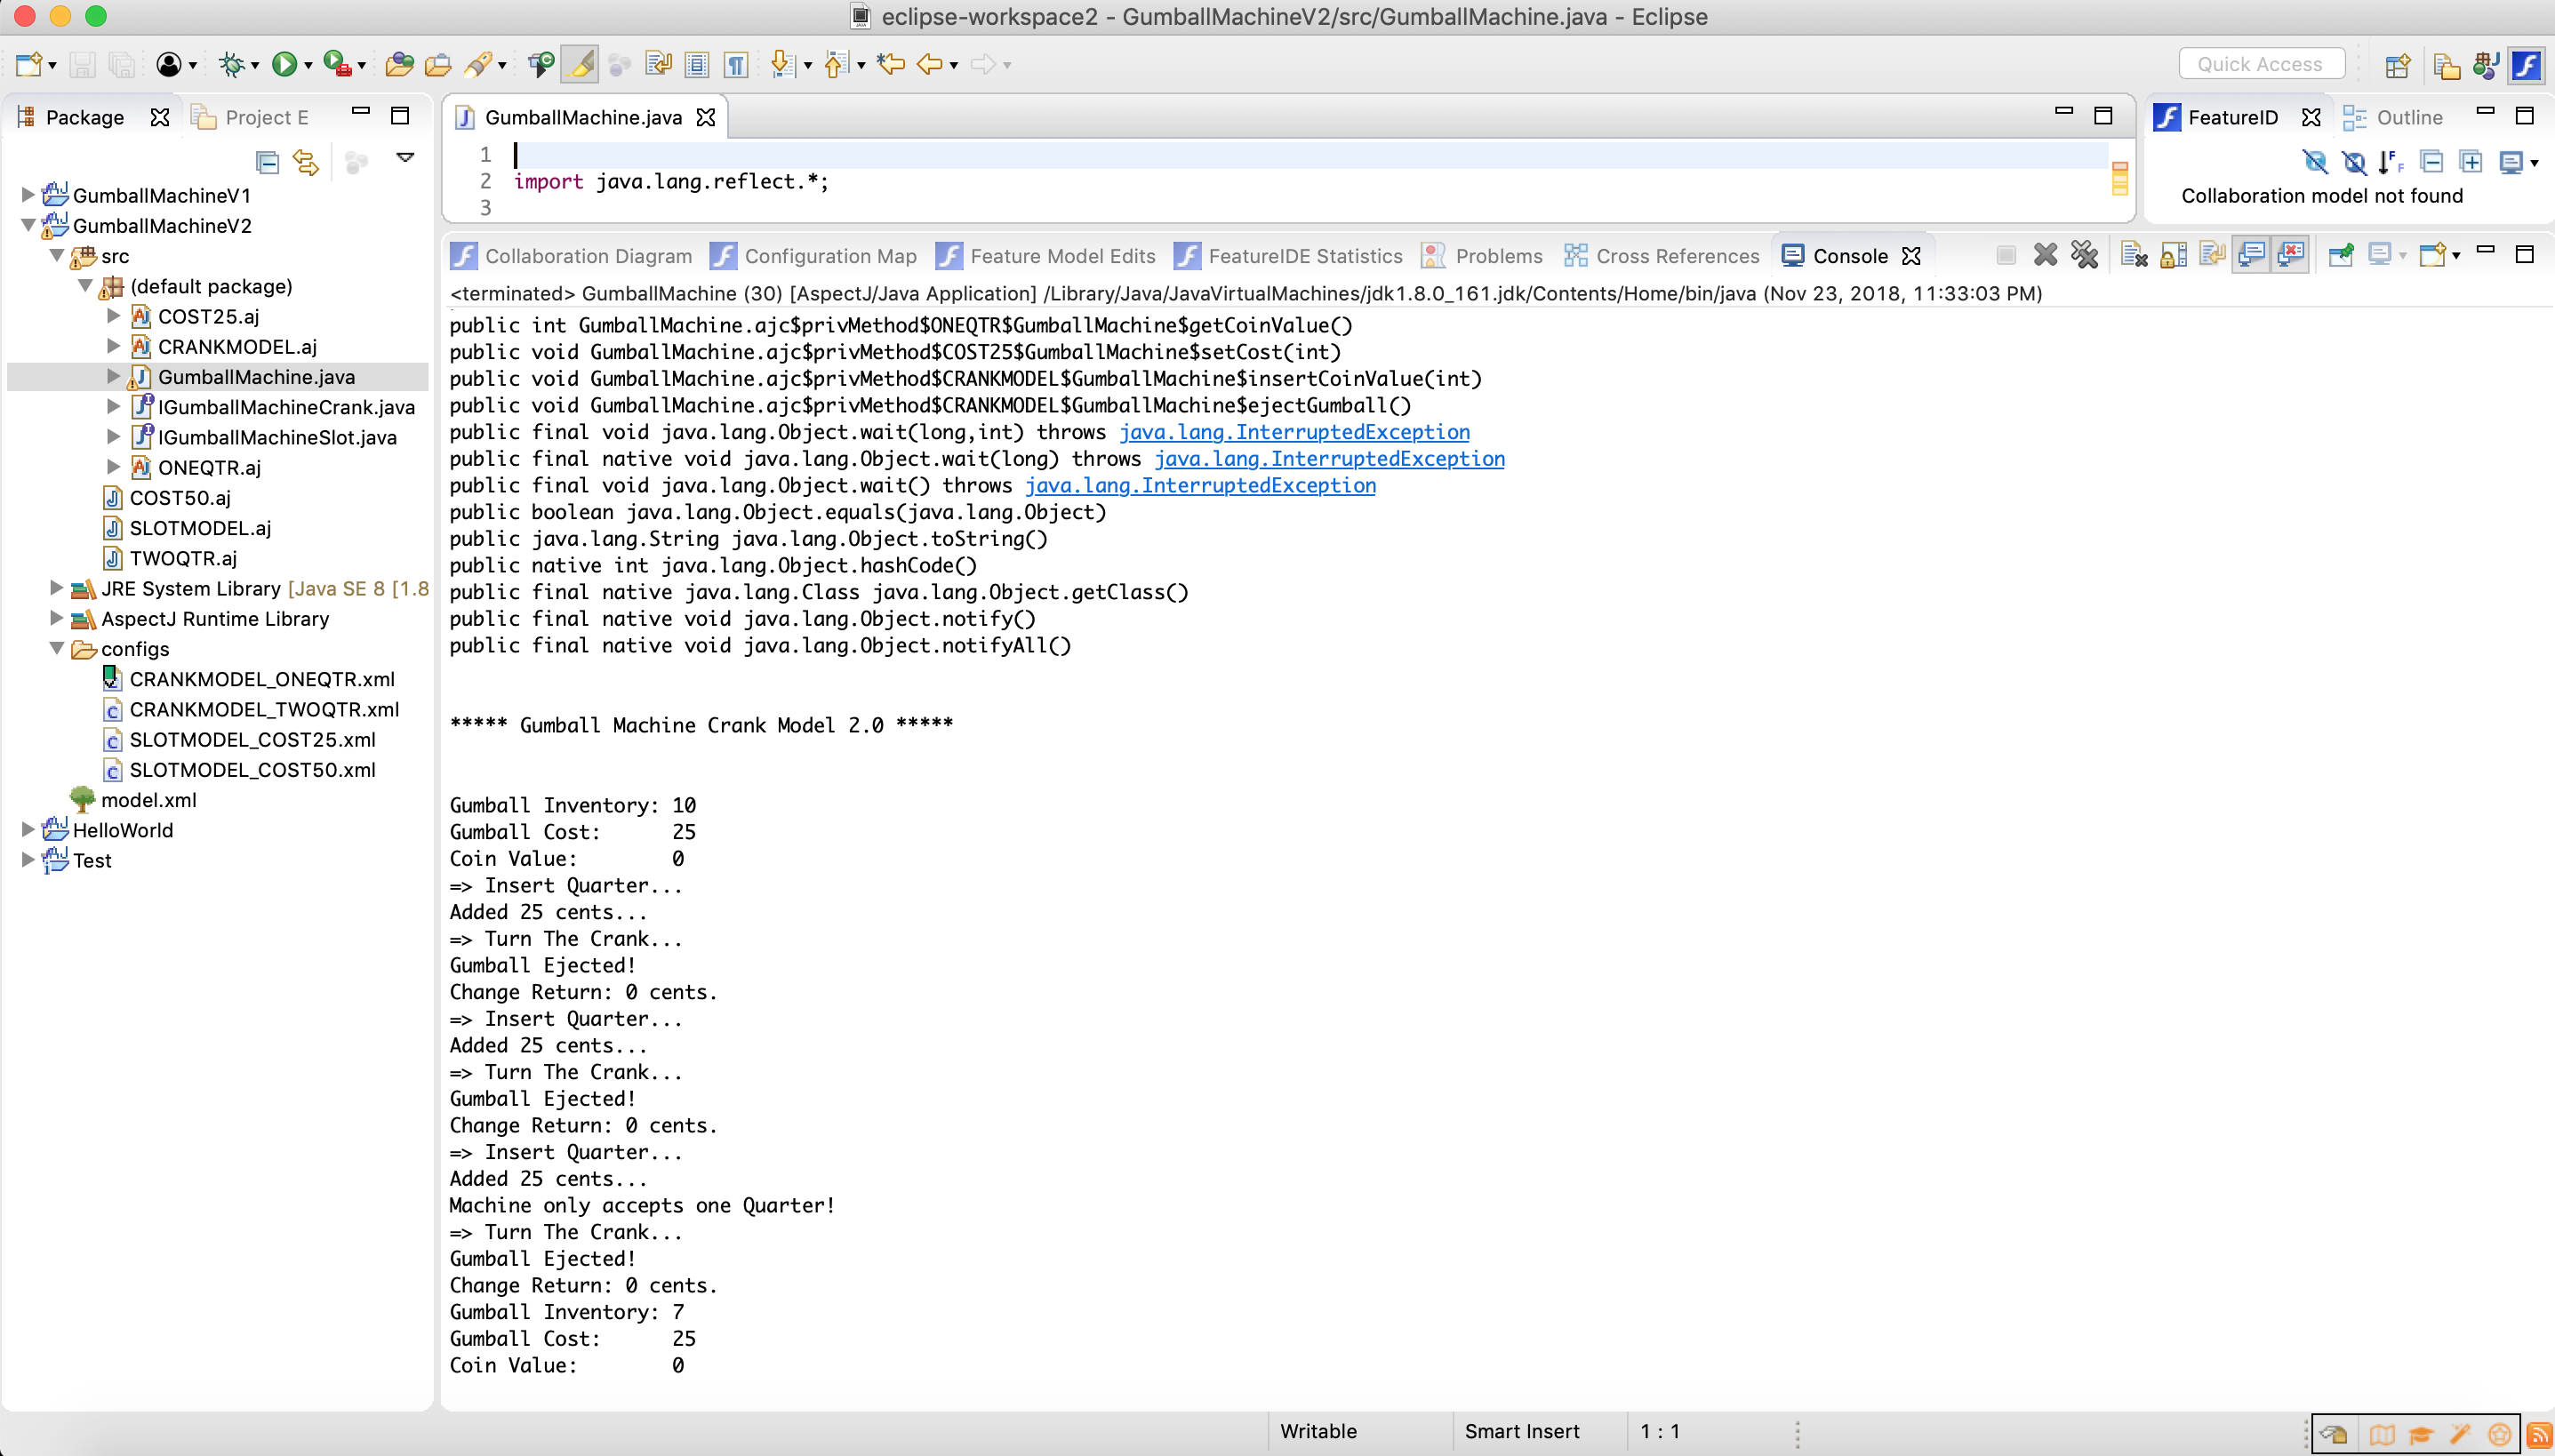 eclipse-workspace2 - GumballMachineV2/src/GumballMachine.java - Eclipse
Quick Access
Package
Project E
GumballMachineV1
GumballMachineV2
src
(default package)
COST25.aj
CRANKMODEL.aj
GumballMachine.java
IGumballMachineCrank.java
IGumballMachineSlot.java
ONEQTR.aj
COST50.aj
SLOTMODEL.aj
TWOQTR.aj
JRE System Library [Java SE 8 [1.8
AspectJ Runtime Library
configs
CRANKMODEL_ONEQTR.xml
CRANKMODEL_TWOQTR.xml
SLOTMODEL_COST25.xml
SLOTMODEL_COST50.xml
model.xml
HelloWorld
Test
GumballMachine.java
1
2 import java.lang.reflect.*;
3
FeatureID
Outline
Collaboration model not found
Collaboration Diagram
Configuration Map
Feature Model Edits
FeatureIDE Statistics
Problems
Cross References
Console
<terminated> GumballMachine (30) [AspectJ/Java Application] /Library/Java/JavaVirtualMachines/jdk1.8.0_161.jdk/Contents/Home/bin/java (Nov 23, 2018, 11:33:03 PM)
public int GumballMachine.ajc$privMethod$ONEQTR$GumballMachine$getCoinValue()
public void GumballMachine.ajc$privMethod$COST25$GumballMachine$setCost(int)
public void GumballMachine.ajc$privMethod$CRANKMODEL$GumballMachine$insertCoinValue(int)
public void GumballMachine.ajc$privMethod$CRANKMODEL$GumballMachine$ejectGumball()
public final void java.lang.Object.wait(long,int) throws java.lang.InterruptedException
public final native void java.lang.Object.wait(long) throws java.lang.InterruptedException
public final void java.lang.Object.wait() throws java.lang.InterruptedException
public boolean java.lang.Object.equals(java.lang.Object)
public java.lang.String java.lang.Object.toString()
public native int java.lang.Object.hashCode()
public final native java.lang.Class java.lang.Object.getClass()
public final native void java.lang.Object.notify()
public final native void java.lang.Object.notifyAll()
***** Gumball Machine Crank Model 2.0 *****
Gumball Inventory: 10
Gumball Cost: 25
Coin Value: 0
=> Insert Quarter...
Added 25 cents...
=> Turn The Crank...
Gumball Ejected!
Change Return: 0 cents.
=> Insert Quarter...
Added 25 cents...
=> Turn The Crank...
Gumball Ejected!
Change Return: 0 cents.
=> Insert Quarter...
Added 25 cents...
Machine only accepts one Quarter!
=> Turn The Crank...
Gumball Ejected!
Change Return: 0 cents.
Gumball Inventory: 7
Gumball Cost: 25
Coin Value: 0
Writable
Smart Insert
1 : 1